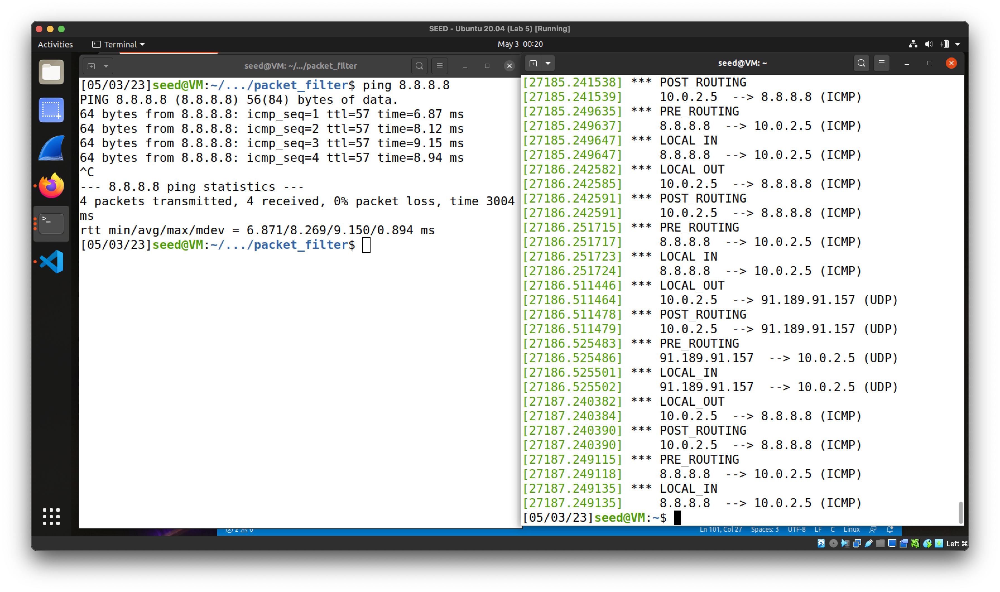 SEED - Ubuntu 20.04 (Lab 5) [Running]
Activities
Terminal
May 3 00:20
seed@VM: ~/.../packet_filter
[05/03/23]seed@VM:~/.../packet_filter$ ping 8.8.8.8
PING 8.8.8.8 (8.8.8.8) 56(84) bytes of data.
64 bytes from 8.8.8.8: icmp_seq=1 ttl=57 time=6.87 ms
64 bytes from 8.8.8.8: icmp_seq=2 ttl=57 time=8.12 ms
64 bytes from 8.8.8.8: icmp_seq=3 ttl=57 time=9.15 ms
64 bytes from 8.8.8.8: icmp_seq=4 ttl=57 time=8.94 ms
^C
--- 8.8.8.8 ping statistics ---
4 packets transmitted, 4 received, 0% packet loss, time 3004
ms
rtt min/avg/max/mdev = 6.871/8.269/9.150/0.894 ms
[05/03/23]seed@VM:~/.../packet_filter$
seed@VM: ~
[27185.241538] *** POST_ROUTING
[27185.241539]     10.0.2.5  --> 8.8.8.8 (ICMP)
[27185.249635] *** PRE_ROUTING
[27185.249637]     8.8.8.8  --> 10.0.2.5 (ICMP)
[27185.249647] *** LOCAL_IN
[27185.249647]     8.8.8.8  --> 10.0.2.5 (ICMP)
[27186.242582] *** LOCAL_OUT
[27186.242585]     10.0.2.5  --> 8.8.8.8 (ICMP)
[27186.242591] *** POST_ROUTING
[27186.242591]     10.0.2.5  --> 8.8.8.8 (ICMP)
[27186.251715] *** PRE_ROUTING
[27186.251717]     8.8.8.8  --> 10.0.2.5 (ICMP)
[27186.251723] *** LOCAL_IN
[27186.251724]     8.8.8.8  --> 10.0.2.5 (ICMP)
[27186.511446] *** LOCAL_OUT
[27186.511464]     10.0.2.5  --> 91.189.91.157 (UDP)
[27186.511478] *** POST_ROUTING
[27186.511479]     10.0.2.5  --> 91.189.91.157 (UDP)
[27186.525483] *** PRE_ROUTING
[27186.525486]     91.189.91.157  --> 10.0.2.5 (UDP)
[27186.525501] *** LOCAL_IN
[27186.525502]     91.189.91.157  --> 10.0.2.5 (UDP)
[27187.240382] *** LOCAL_OUT
[27187.240384]     10.0.2.5  --> 8.8.8.8 (ICMP)
[27187.240390] *** POST_ROUTING
[27187.240390]     10.0.2.5  --> 8.8.8.8 (ICMP)
[27187.249115] *** PRE_ROUTING
[27187.249118]     8.8.8.8  --> 10.0.2.5 (ICMP)
[27187.249135] *** LOCAL_IN
[27187.249135]     8.8.8.8  --> 10.0.2.5 (ICMP)
[05/03/23]seed@VM:~$
2 0
Ln 101, Col 27 Spaces: 3 UTF-8 LF C Linux
Left ⌘